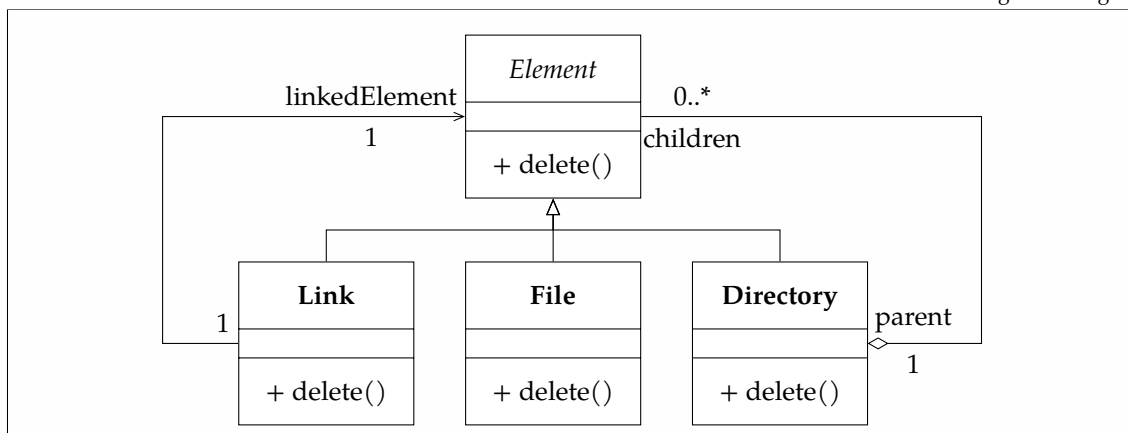 Element
linkedElement
0..*
1
children
+ delete()
Link
File
Directory
1
parent
1
+ delete()
+ delete()
+ delete()